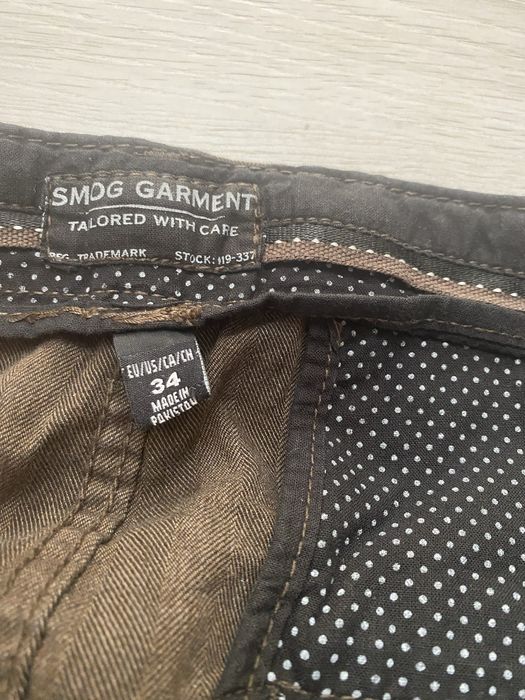 SMOG GARMENT
TAILORED WITH CARE
REG. TRADEMARK STOCK: 119-337
EU/US/CA/CH
34
MADE IN
PAKISTAN